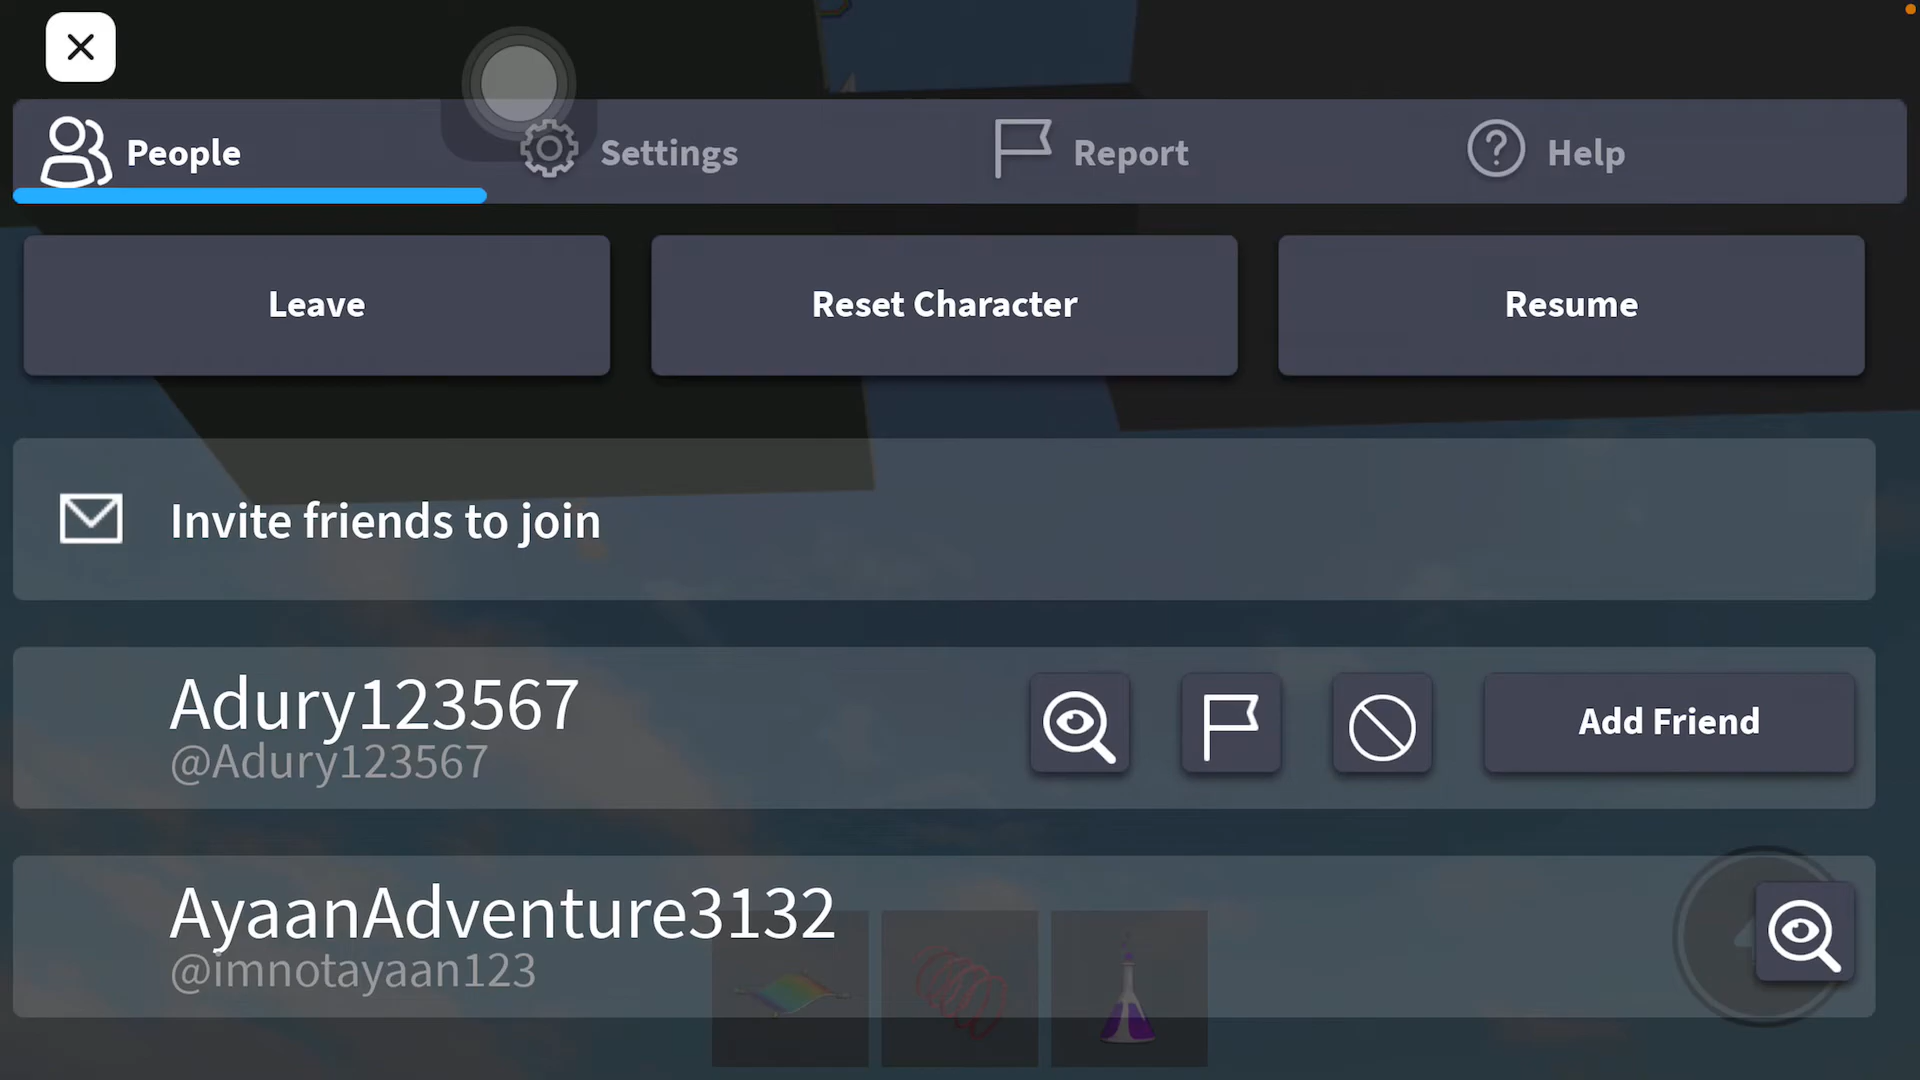 People
Settings
Report
Help
Leave
Reset Character
Resume
Invite friends to join
Adury123567
@Adury123567
Add Friend
AyaanAdventure3132
@imnotayaan123